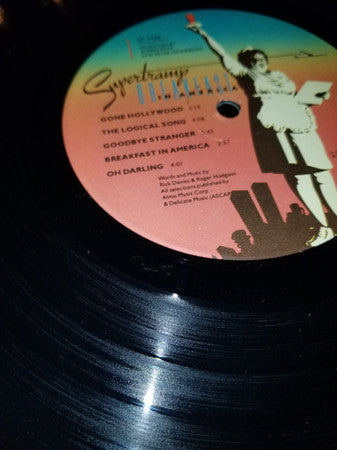 Supertramp
GONE HOLLYWOOD 5:14
THE LOGICAL SONG 4:08
GOODBYE STRANGER 5:47
BREAKFAST IN AMERICA 2:37
OH DARLING 4:01
Words and Music by
Rick Davies & Roger Hodgson
All selections published by
Almo Music Corp
& Delicate Music (ASCAP